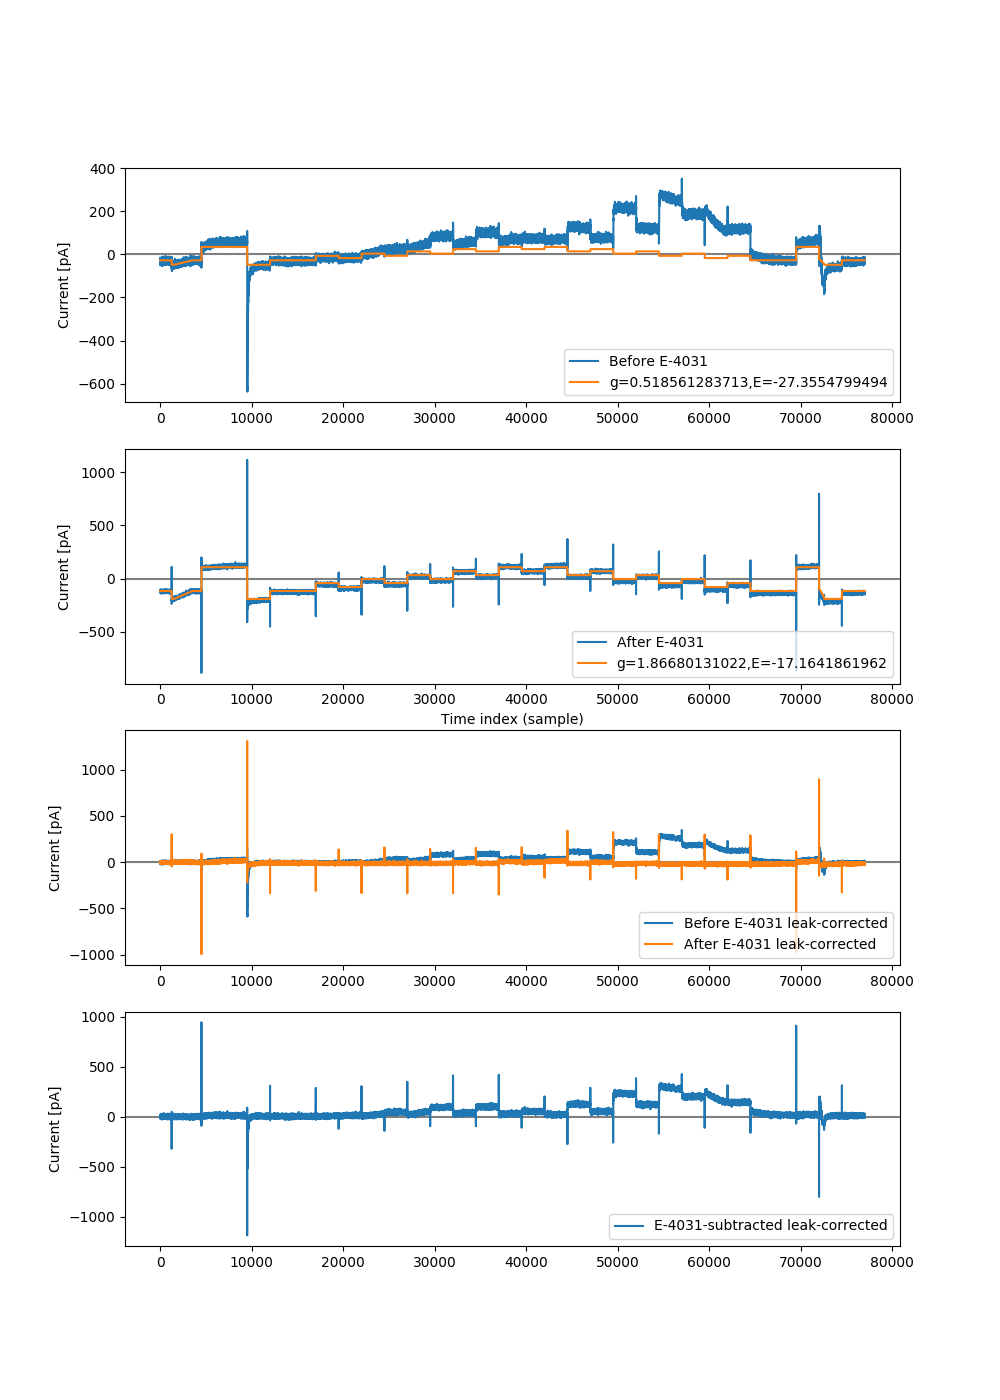 400
200
0
−200
−400
−600
Current [pA]
Before E-4031
g=0.518561283713,E=-27.3554799494
0 10000 20000 30000 40000 50000 60000 70000 80000
1000
500
0
−500
Current [pA]
After E-4031
g=1.86680131022,E=-17.1641861962
0 10000 20000 30000 40000 50000 60000 70000 80000
Time index (sample)
1000
500
0
−500
−1000
Current [pA]
Before E-4031 leak-corrected
After E-4031 leak-corrected
0 10000 20000 30000 40000 50000 60000 70000 80000
1000
500
0
−500
−1000
Current [pA]
E-4031-subtracted leak-corrected
0 10000 20000 30000 40000 50000 60000 70000 80000